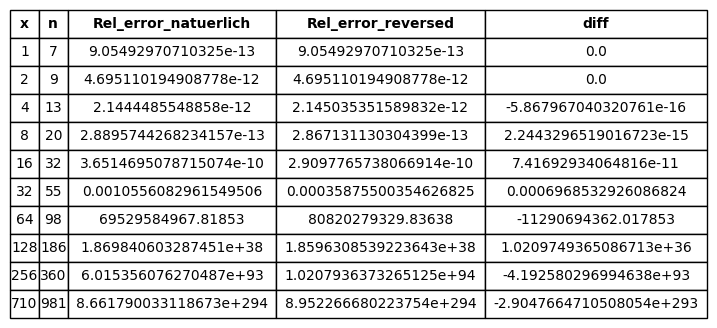 x n Rel_error_natuerlich Rel_error_reversed diff
1 7 9.05492970710325e-13 9.05492970710325e-13 0.0
2 9 4.695110194908778e-12 4.695110194908778e-12 0.0
4 13 2.1444485548858e-12 2.145035351589832e-12 -5.867967040320761e-16
8 20 2.8895744268234157e-13 2.867131130304399e-13 2.2443296519016723e-15
16 32 3.6514695078715074e-10 2.9097765738066914e-10 7.41692934064816e-11
32 55 0.0010556082961549506 0.00035875500354626825 0.0006968532926086824
64 98 69529584967.81853 80820279329.83638 -11290694362.017853
128 186 1.869840603287451e+38 1.8596308539223643e+38 1.0209749365086713e+36
256 360 6.015356076270487e+93 1.0207936373265125e+94 -4.192580296994638e+93
710 981 8.661790033118673e+294 8.952266680223754e+294 -2.9047664710508054e+293